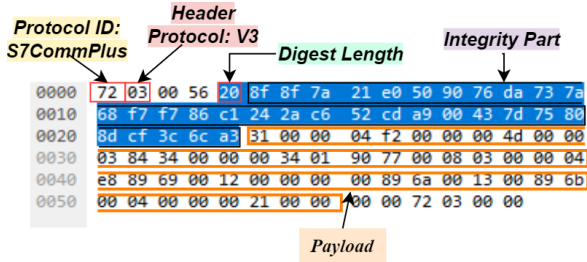 Protocol ID:
S7CommPlus
Header
Protocol: V3
Digest Length
Integrity Part
0000 72 03 00 56 20 8f 8f 7a 21 e0 50 90 76 da 73 7a
0010 68 f7 f7 86 c1 24 2a c6 52 cd a9 00 43 7d 75 80
0020 8d cf 3c 6c a3 31 00 00 04 f2 00 00 00 4d 00 00
0030 03 84 34 00 00 00 34 01 90 77 00 08 03 00 00 04
0040 e8 89 69 00 12 00 00 00 00 89 6a 00 13 00 89 6b
0050 00 04 00 00 00 21 00 00 00 00 72 03 00 00
Payload